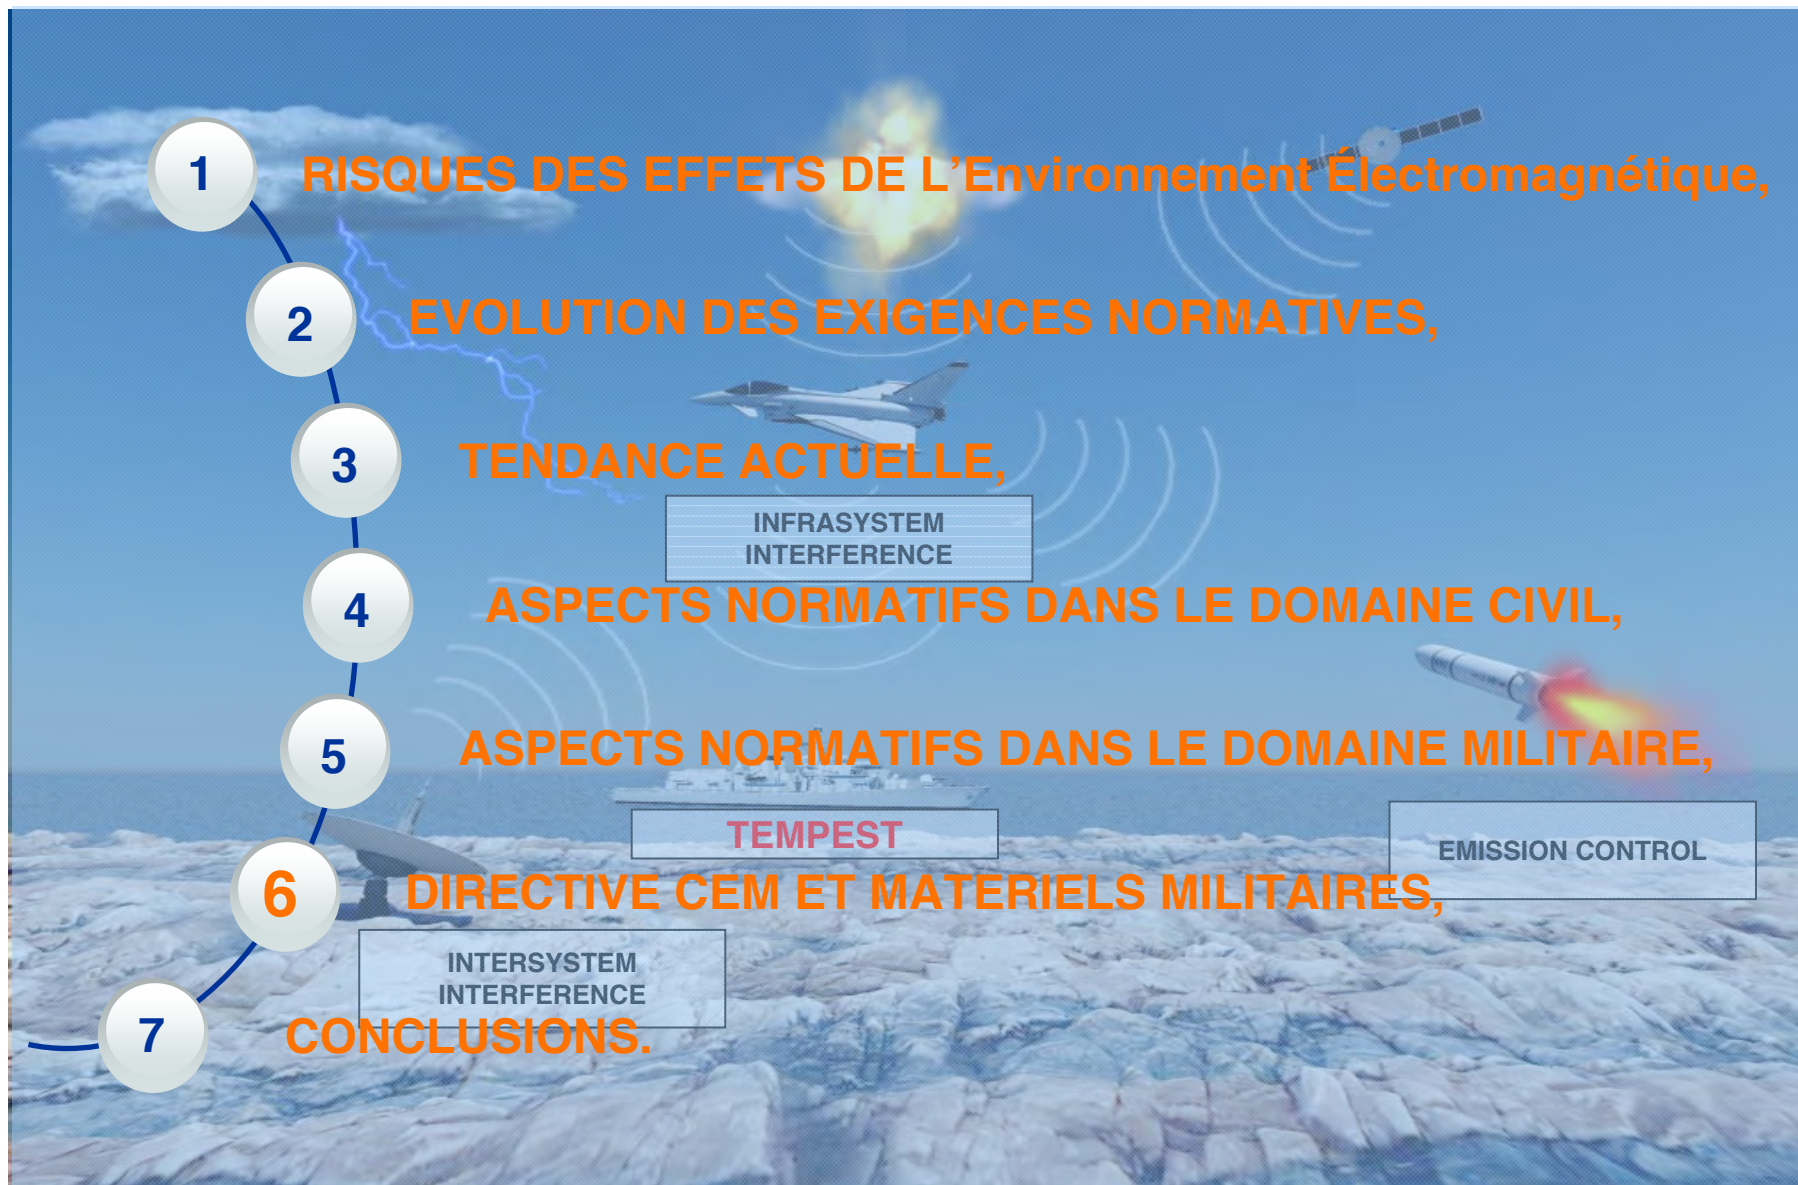 1
RISQUES DES EFFETS DE L’Environnement Électromagnétique,
2
EVOLUTION DES EXIGENCES NORMATIVES,
3
TENDANCE ACTUELLE,
INFRASYSTEM
INTERFERENCE
4
ASPECTS NORMATIFS DANS LE DOMAINE CIVIL,
5
ASPECTS NORMATIFS DANS LE DOMAINE MILITAIRE,
TEMPEST
EMISSION CONTROL
6
DIRECTIVE CEM ET MATERIELS MILITAIRES,
INTERSYSTEM
INTERFERENCE
7
CONCLUSIONS.